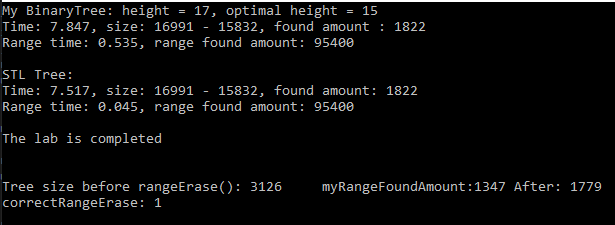 My BinaryTree: height = 17, optimal height = 15
Time: 7.847, size: 16991 - 15832, found amount : 1822
Range time: 0.535, range found amount: 95400
STL Tree:
Time: 7.517, size: 16991 - 15832, found amount: 1822
Range time: 0.045, range found amount: 95400
The lab is completed
Tree size before rangeErase(): 3126     myRangeFoundAmount:1347 After: 1779
correctRangeErase: 1